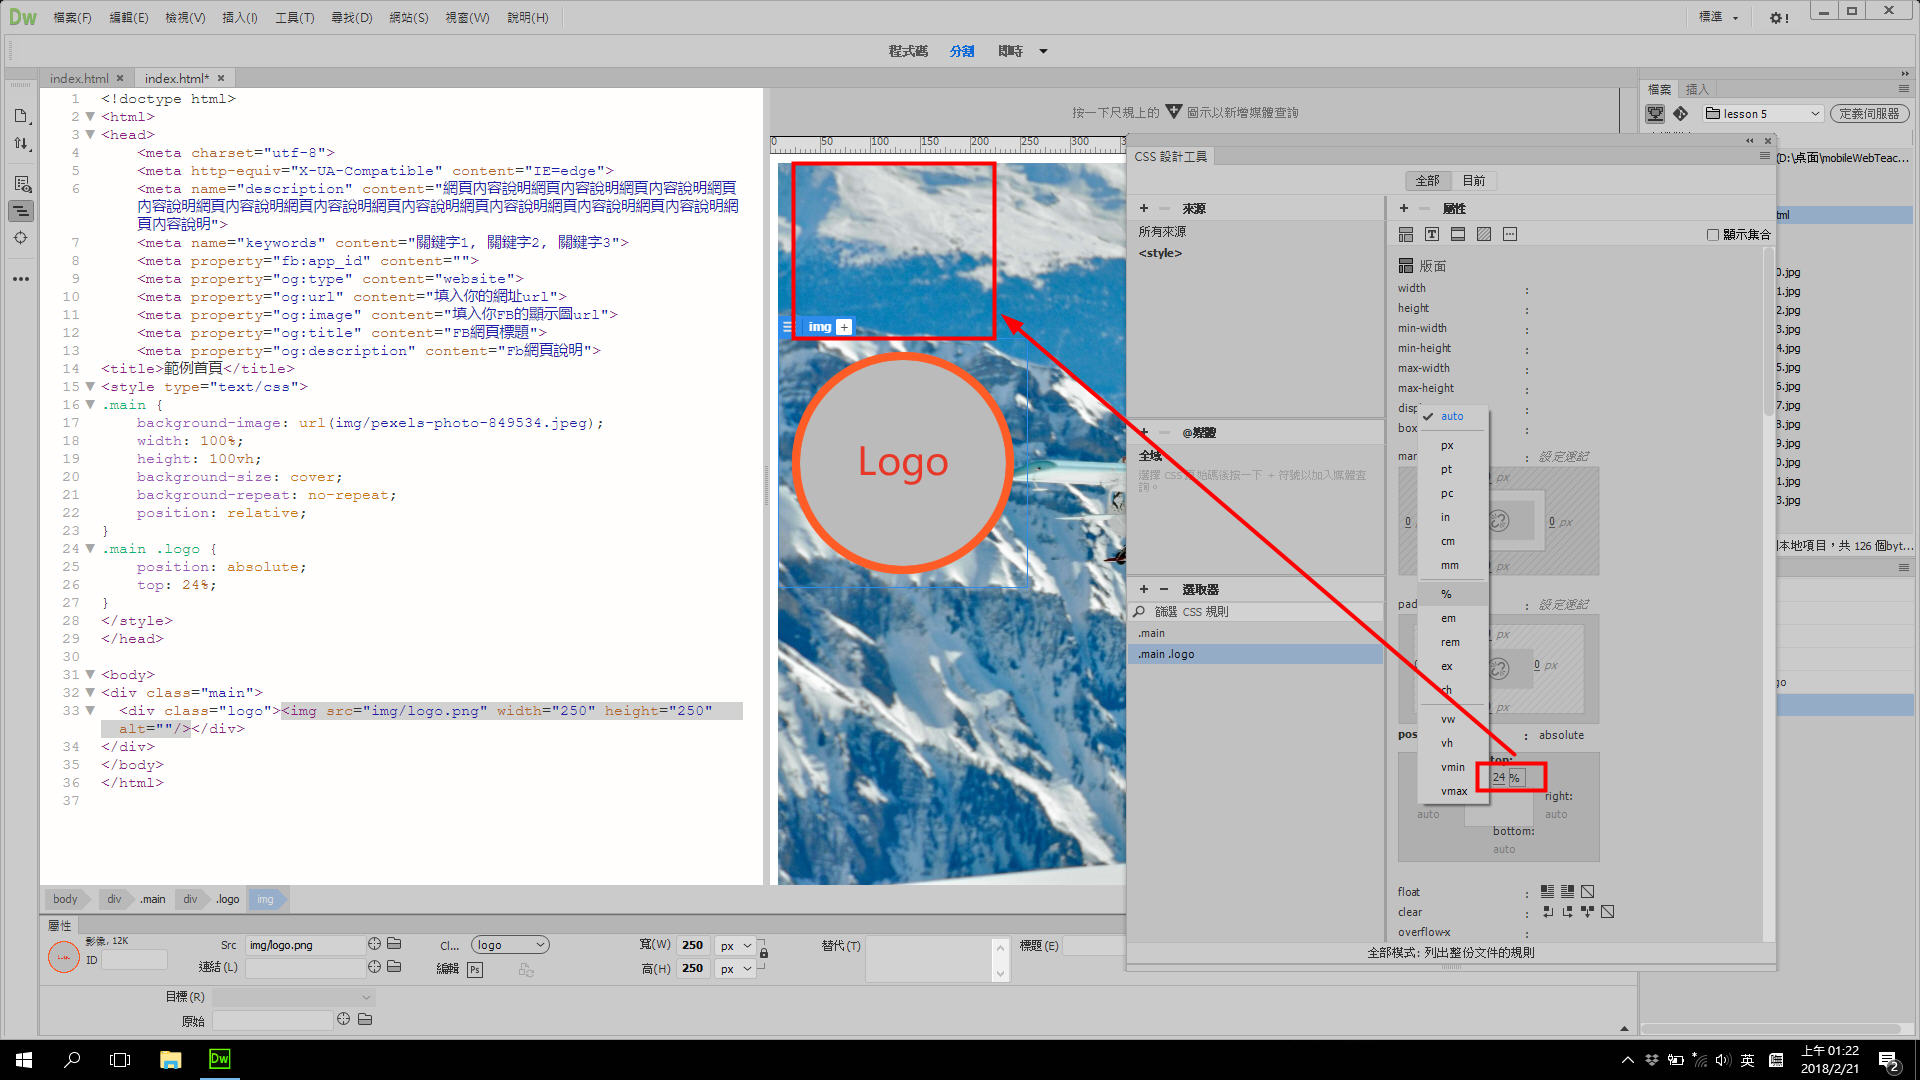 Dw 檔案(F) 編輯(E) 檢視(V) 插入(I) 工具(T) 尋找(D) 網站(S) 視窗(W) 說明(H) 標準
程式碼 分割 即時
index.html × index.html* ×
1 <!doctype html>
2 <html>
3 <head>
4 <meta charset="utf-8">
5 <meta http-equiv="X-UA-Compatible" content="IE=edge">
6 <meta name="description" content="網頁內容說明網頁內容說明網頁內容說明網頁
內容說明網頁內容說明網頁內容說明網頁內容說明網頁內容說明網頁內容說明網頁內容說明網
頁內容說明">
7 <meta name="keywords" content="關鍵字1, 關鍵字2, 關鍵字3">
8 <meta property="fb:app_id" content="">
9 <meta property="og:type" content="website">
10 <meta property="og:url" content="填入你的網址url">
11 <meta property="og:image" content="填入你FB的顯示圖url">
12 <meta property="og:title" content="FB網頁標題">
13 <meta property="og:description" content="Fb網頁說明">
14 <title>範例首頁</title>
15 <style type="text/css">
16 .main {
17 background-image: url(img/pexels-photo-849534.jpeg);
18 width: 100%;
19 height: 100vh;
20 background-size: cover;
21 background-repeat: no-repeat;
22 position: relative;
23 }
24 .main .logo {
25 position: absolute;
26 top: 24%;
27 }
28 </style>
29 </head>
30
31 <body>
32 <div class="main">
33 <div class="logo"><img src="img/logo.png" width="250" height="250"
alt=""/></div>
34 </div>
35 </body>
36 </html>
37
按一下尺規上的 圖示以新增媒體查詢
0 50 100 150 200 250 300
img +
Logo
CSS 設計工具
全部 目前
+ − 來源
所有來源
<style>
+ − @媒體
全域
選擇 CSS 原始碼後按一下 + 符號以加入媒體查
詢。
+ − 選取器
篩選 CSS 規則
.main
.main .logo
+ − 屬性
顯示集合
版面
width :
height :
min-width :
min-height :
max-width :
max-height :
disp :
box :
mar : 設定速記
px
0 0 px
px
pad : 設定速記
px
0 px
px
pos : absolute
top:
24 %
right:
auto auto
bottom:
auto
float :
clear :
overflow-x :
auto
px
pt
pc
in
cm
mm
%
em
rem
ex
ch
vw
vh
vmin
vmax
全部模式: 列出整份文件的規則
檔案 插入
lesson 5 定義伺服器
(D:\桌面\mobileWebTeac...
tml
0.jpg
1.jpg
2.jpg
3.jpg
4.jpg
5.jpg
6.jpg
7.jpg
8.jpg
9.jpg
0.jpg
1.jpg
3.jpg
本地項目，共 126 個byt...
go
body div .main div .logo img
屬性
影像, 12K
Src img/logo.png Cl... logo 寬(W) 250 px 替代(T) 標題(E)
ID
連結(L) 編輯 Ps 高(H) 250 px
目標(R)
原始
Dw
英 上午 01:22
2018/2/21
2